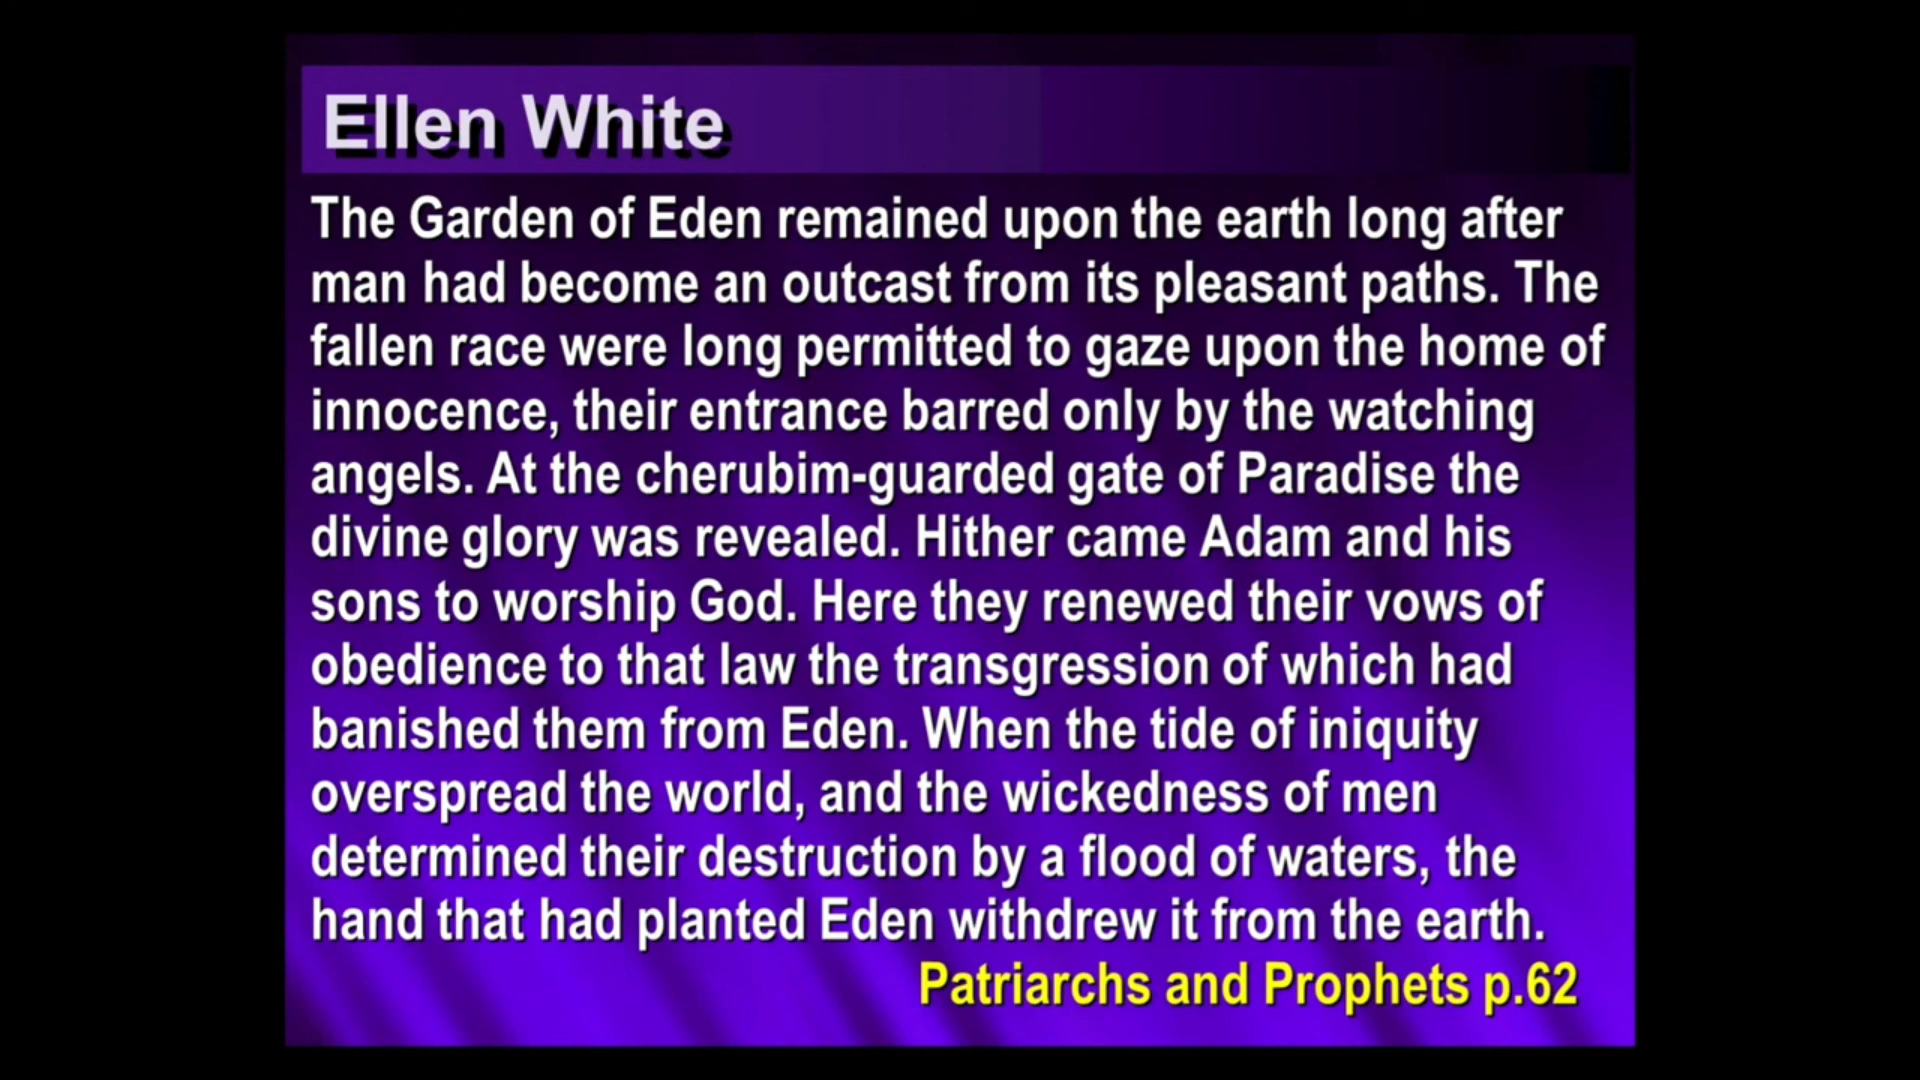 Ellen White
The Garden of Eden remained upon the earth long after
man had become an outcast from its pleasant paths. The
fallen race were long permitted to gaze upon the home of
innocence, their entrance barred only by the watching
angels. At the cherubim-guarded gate of Paradise the
divine glory was revealed. Hither came Adam and his
sons to worship God. Here they renewed their vows of
obedience to that law the transgression of which had
banished them from Eden. When the tide of iniquity
overspread the world, and the wickedness of men
determined their destruction by a flood of waters, the
hand that had planted Eden withdrew it from the earth.
Patriarchs and Prophets p.62